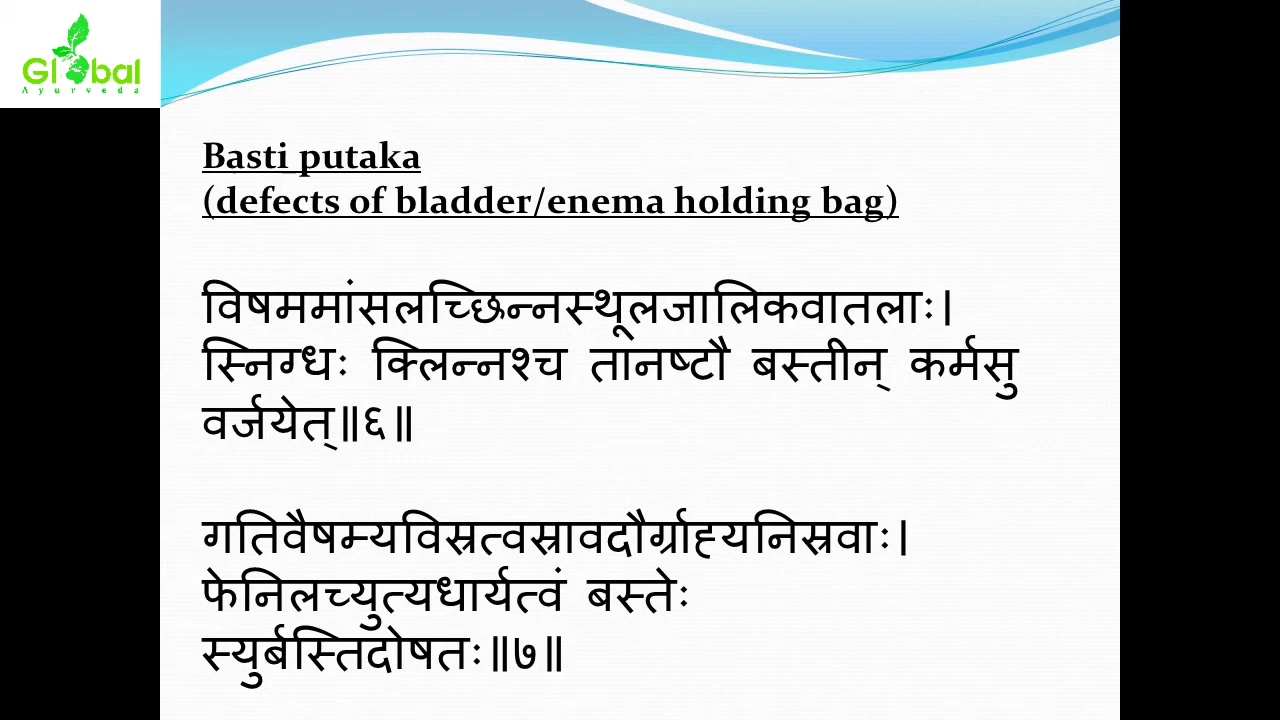 Global
Ayurveda
Basti putaka
(defects of bladder/enema holding bag)
विषममांसलच्छिन्नस्थूलजालिकवातलाः।
स्निग्धः क्लिन्नश्च तानष्टौ बस्तीन् कर्मसु
वर्जयेत्॥६॥
गतिवैषम्यविस्रत्वस्रावदौर्ग्राह्यनिस्रवाः।
फेनिलच्युत्यधार्यत्वं बस्तेः
स्युर्बस्तिदोषतः॥७॥